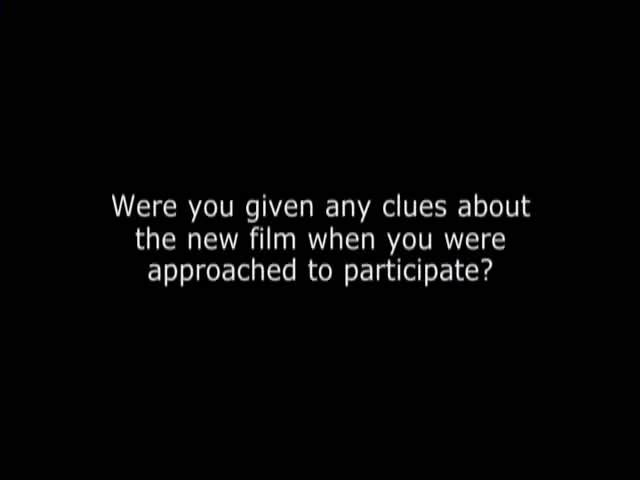 Were you given any clues about
the new film when you were
approached to participate?